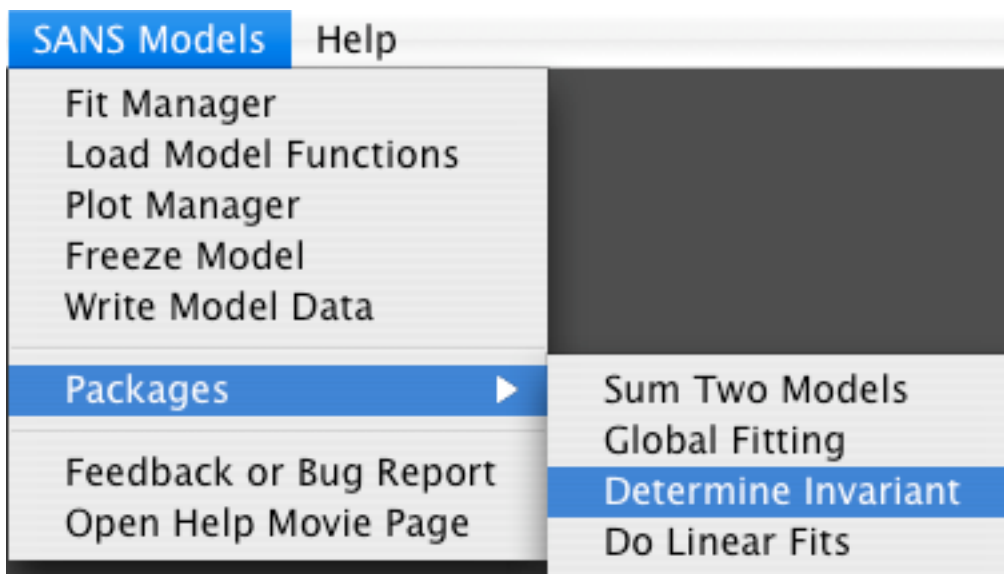 SANS Models Help
Fit Manager
Load Model Functions
Plot Manager
Freeze Model
Write Model Data
Packages
Sum Two Models
Global Fitting
Determine Invariant
Do Linear Fits
Feedback or Bug Report
Open Help Movie Page